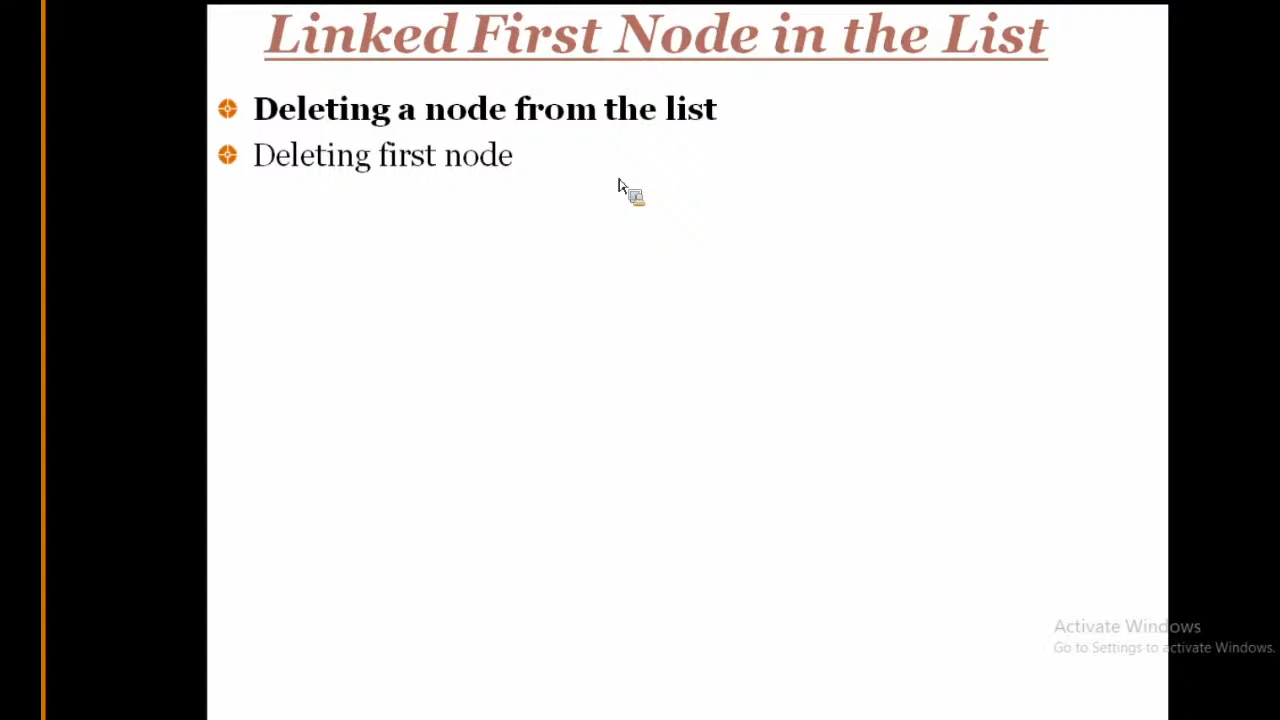 Linked First Node in the List
Deleting a node from the list
Deleting first node
Activate Windows
Go to Settings to activate Windows.